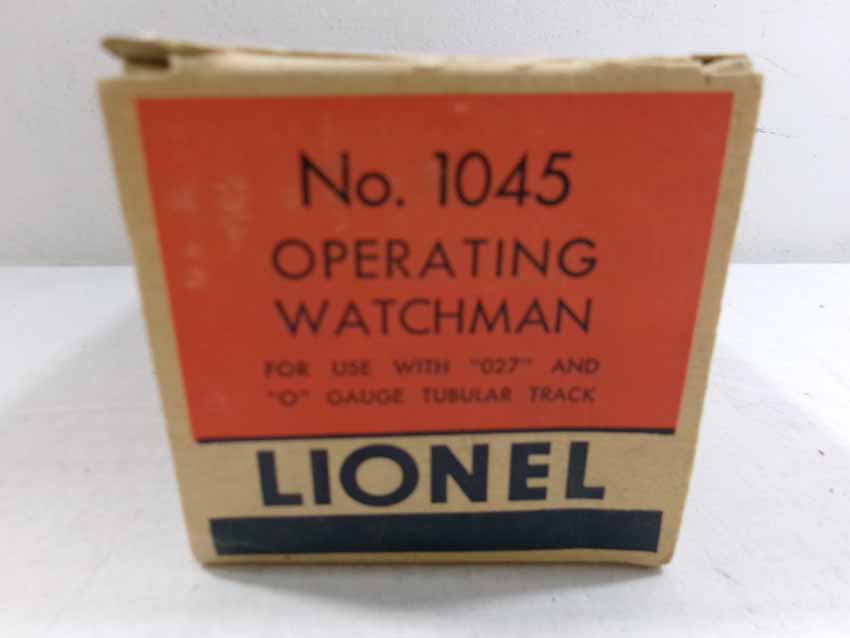 No. 1045
OPERATING
WATCHMAN
FOR USE WITH "027" AND
"O" GAUGE TUBULAR TRACK
LIONEL